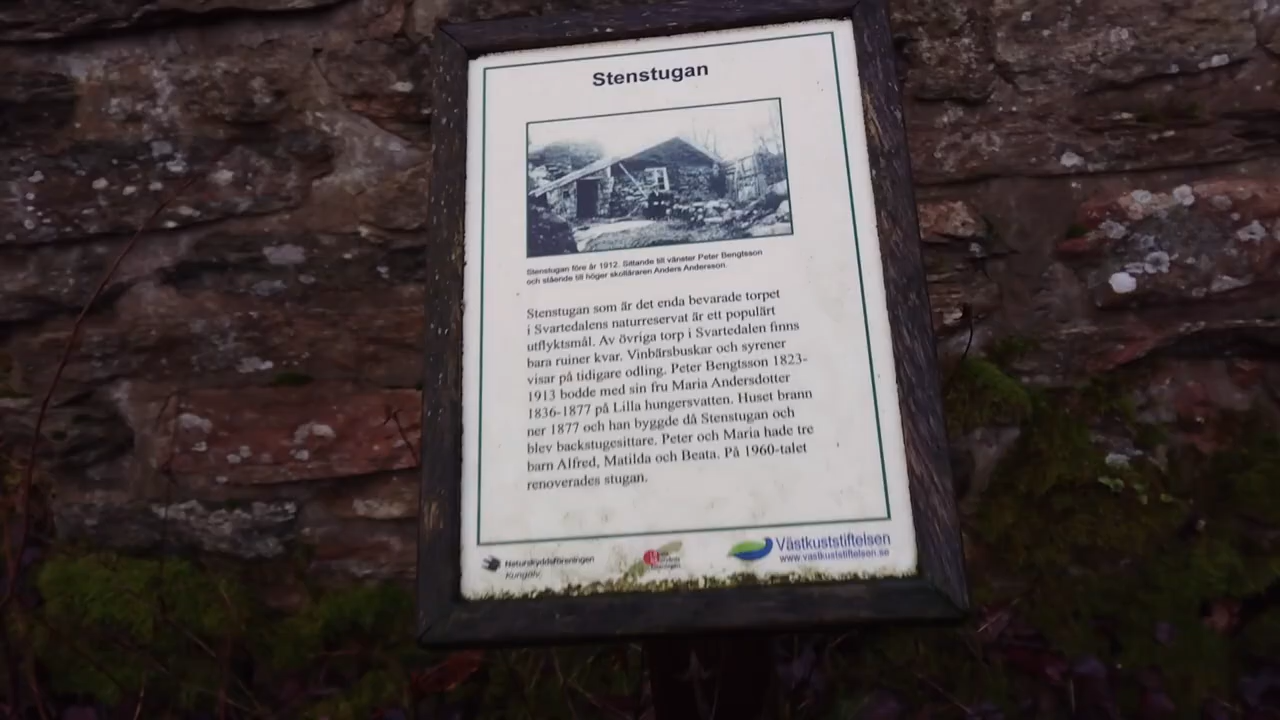 Stenstugan
Stenstugan före år 1912. Sittande till vänster Peter Bengtsson
och stående till höger skolläraren Anders Andersson.
Stenstugan som är det enda bevarade torpet
i Svartedalens naturreservat är ett populärt
utflyktsmål. Av övriga torp i Svartedalen finns
bara ruiner kvar. Vinbärsbuskar och syrener
visar på tidigare odling. Peter Bengtsson 1823-
1913 bodde med sin fru Maria Andersdotter
1836-1877 på Lilla hungersvatten. Huset brann
ner 1877 och han byggde då Stenstugan och
blev backstugesittare. Peter och Maria hade tre
barn Alfred, Matilda och Beata. På 1960-talet
renoverades stugan.
Naturskyddsföreningen
Kungälv
Västkuststiftelsen
www.vastkuststiftelsen.se